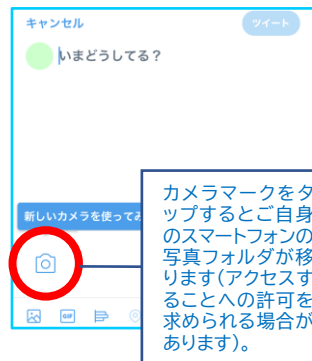 キャンセル ツイート
いまどうしてる？
新しいカメラを使ってみ
カメラマークをタ
ップするとご自身
のスマートフォンの
写真フォルダが移
ります(アクセスす
ることへの許可を
求められる場合が
あります)。
GIF